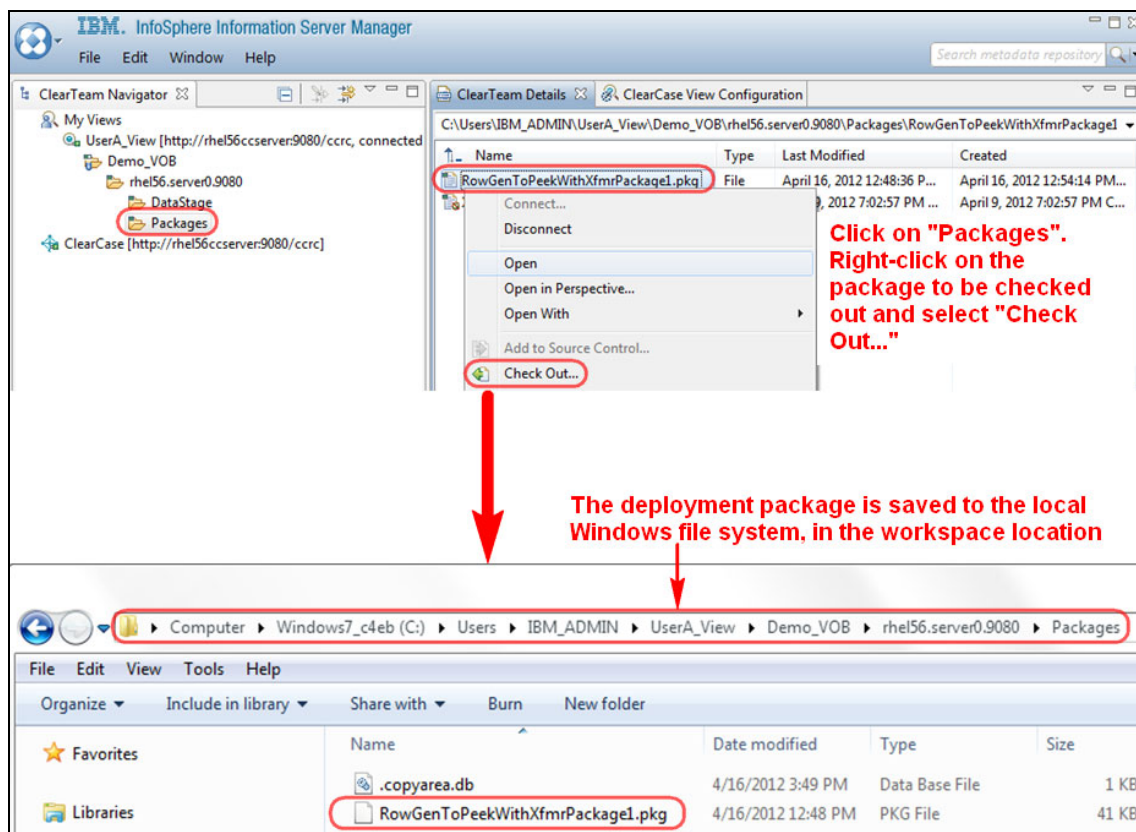 IBM. InfoSphere Information Server Manager
File Edit Window Help
Search metadata repository
ClearTeam Navigator
My Views
UserA_View [http://rhel56ccserver:9080/ccrc, connected
Demo_VOB
rhel56.server0.9080
DataStage
Packages
ClearCase [http://rhel56ccserver:9080/ccrc]
ClearTeam Details ClearCase View Configuration
C:\Users\IBM_ADMIN\UserA_View\Demo_VOB\rhel56.server0.9080\Packages\RowGenToPeekWithXfmrPackage1
Name Type Last Modified Created
RowGenToPeekWithXfmrPackage1.pkg File April 16, 2012 12:48:36 P... April 16, 2012 12:54:14 PM...
, 2012 7:02:57 PM ... April 9, 2012 7:02:57 PM C...
Connect...
Disconnect
Open
Open in Perspective...
Open With
Add to Source Control...
Check Out...
Click on "Packages".
Right-click on the
package to be checked
out and select "Check
Out..."
The deployment package is saved to the local
Windows file system, in the workspace location
Computer Windows7_c4eb (C:) Users IBM_ADMIN UserA_View Demo_VOB rhel56.server0.9080 Packages
File Edit View Tools Help
Organize Include in library Share with Burn New folder
Favorites
Libraries
Name Date modified Type Size
.copyarea.db 4/16/2012 3:49 PM Data Base File 1 KB
RowGenToPeekWithXfmrPackage1.pkg 4/16/2012 12:48 PM PKG File 41 KB